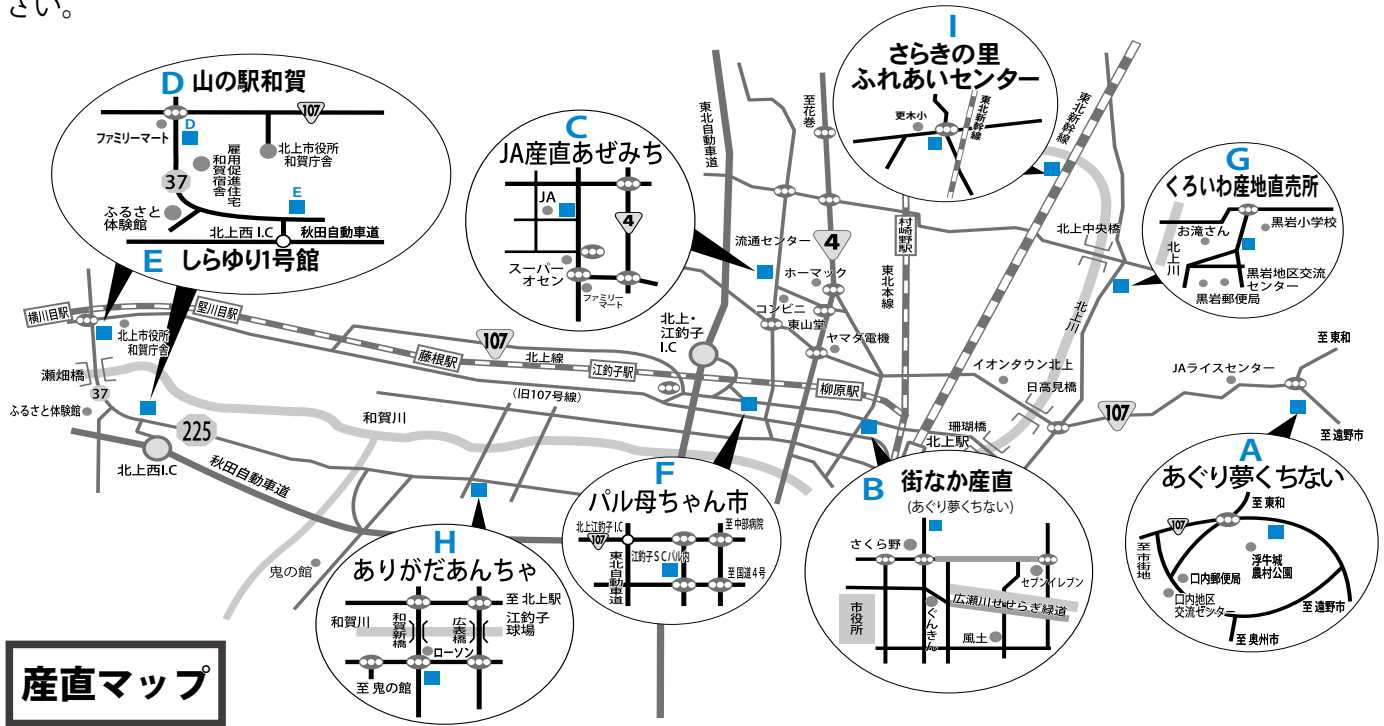 さい。
D 山の駅和賀
107
ファミリーマート
D
北上市役所
和賀庁舎
雇用促進住宅
和賀宿舎
37
ふるさと
体験館
E
北上西 I.C
秋田自動車道
E しらゆり1号館
C
JA産直あぜみち
JA
4
スーパー
オセン
ファミリー
マート
I
さらきの里
ふれあいセンター
更木小
東北新幹線
G
くろいわ産地直売所
お滝さん
黒岩小学校
北上川
黒岩地区交流
センター
黒岩郵便局
東北自動車道
至花巻
東北新幹線
流通センター
4
村崎野駅
東北本線
ホーマック
コンビニ
東山堂
ヤマダ電機
北上中央橋
北上川
横川目駅
竪川目駅
北上市役所
和賀庁舎
瀬畑橋
37
ふるさと体験館
107
藤根駅
北上線
江釣子駅
(旧107号線)
北上・
江釣子
I.C
柳原駅
イオンタウン北上
日高見橋
珊瑚橋
北上駅
107
JAライスセンター
至東和
至遠野市
和賀川
225
北上西I.C
秋田自動車道
鬼の館
H
ありがだあんちゃ
至北上駅
和賀川
和賀新橋
広表橋
江釣子
球場
ローソン
至鬼の館
F
パル母ちゃん市
北上江釣子I.C
107
至中部病院
江釣子SCパル内
東北自動車道
至国道4号
B 街なか産直
(あぐり夢くちない)
さくら野
セブンイレブン
広瀬川せせらぎ緑道
市役所
ぐんきん
風土
A
あぐり夢くちない
至東和
107
至市街地
浮牛城
農村公園
口内郵便局
口内地区
交流センター
至遠野市
至奥州市
産直マップ